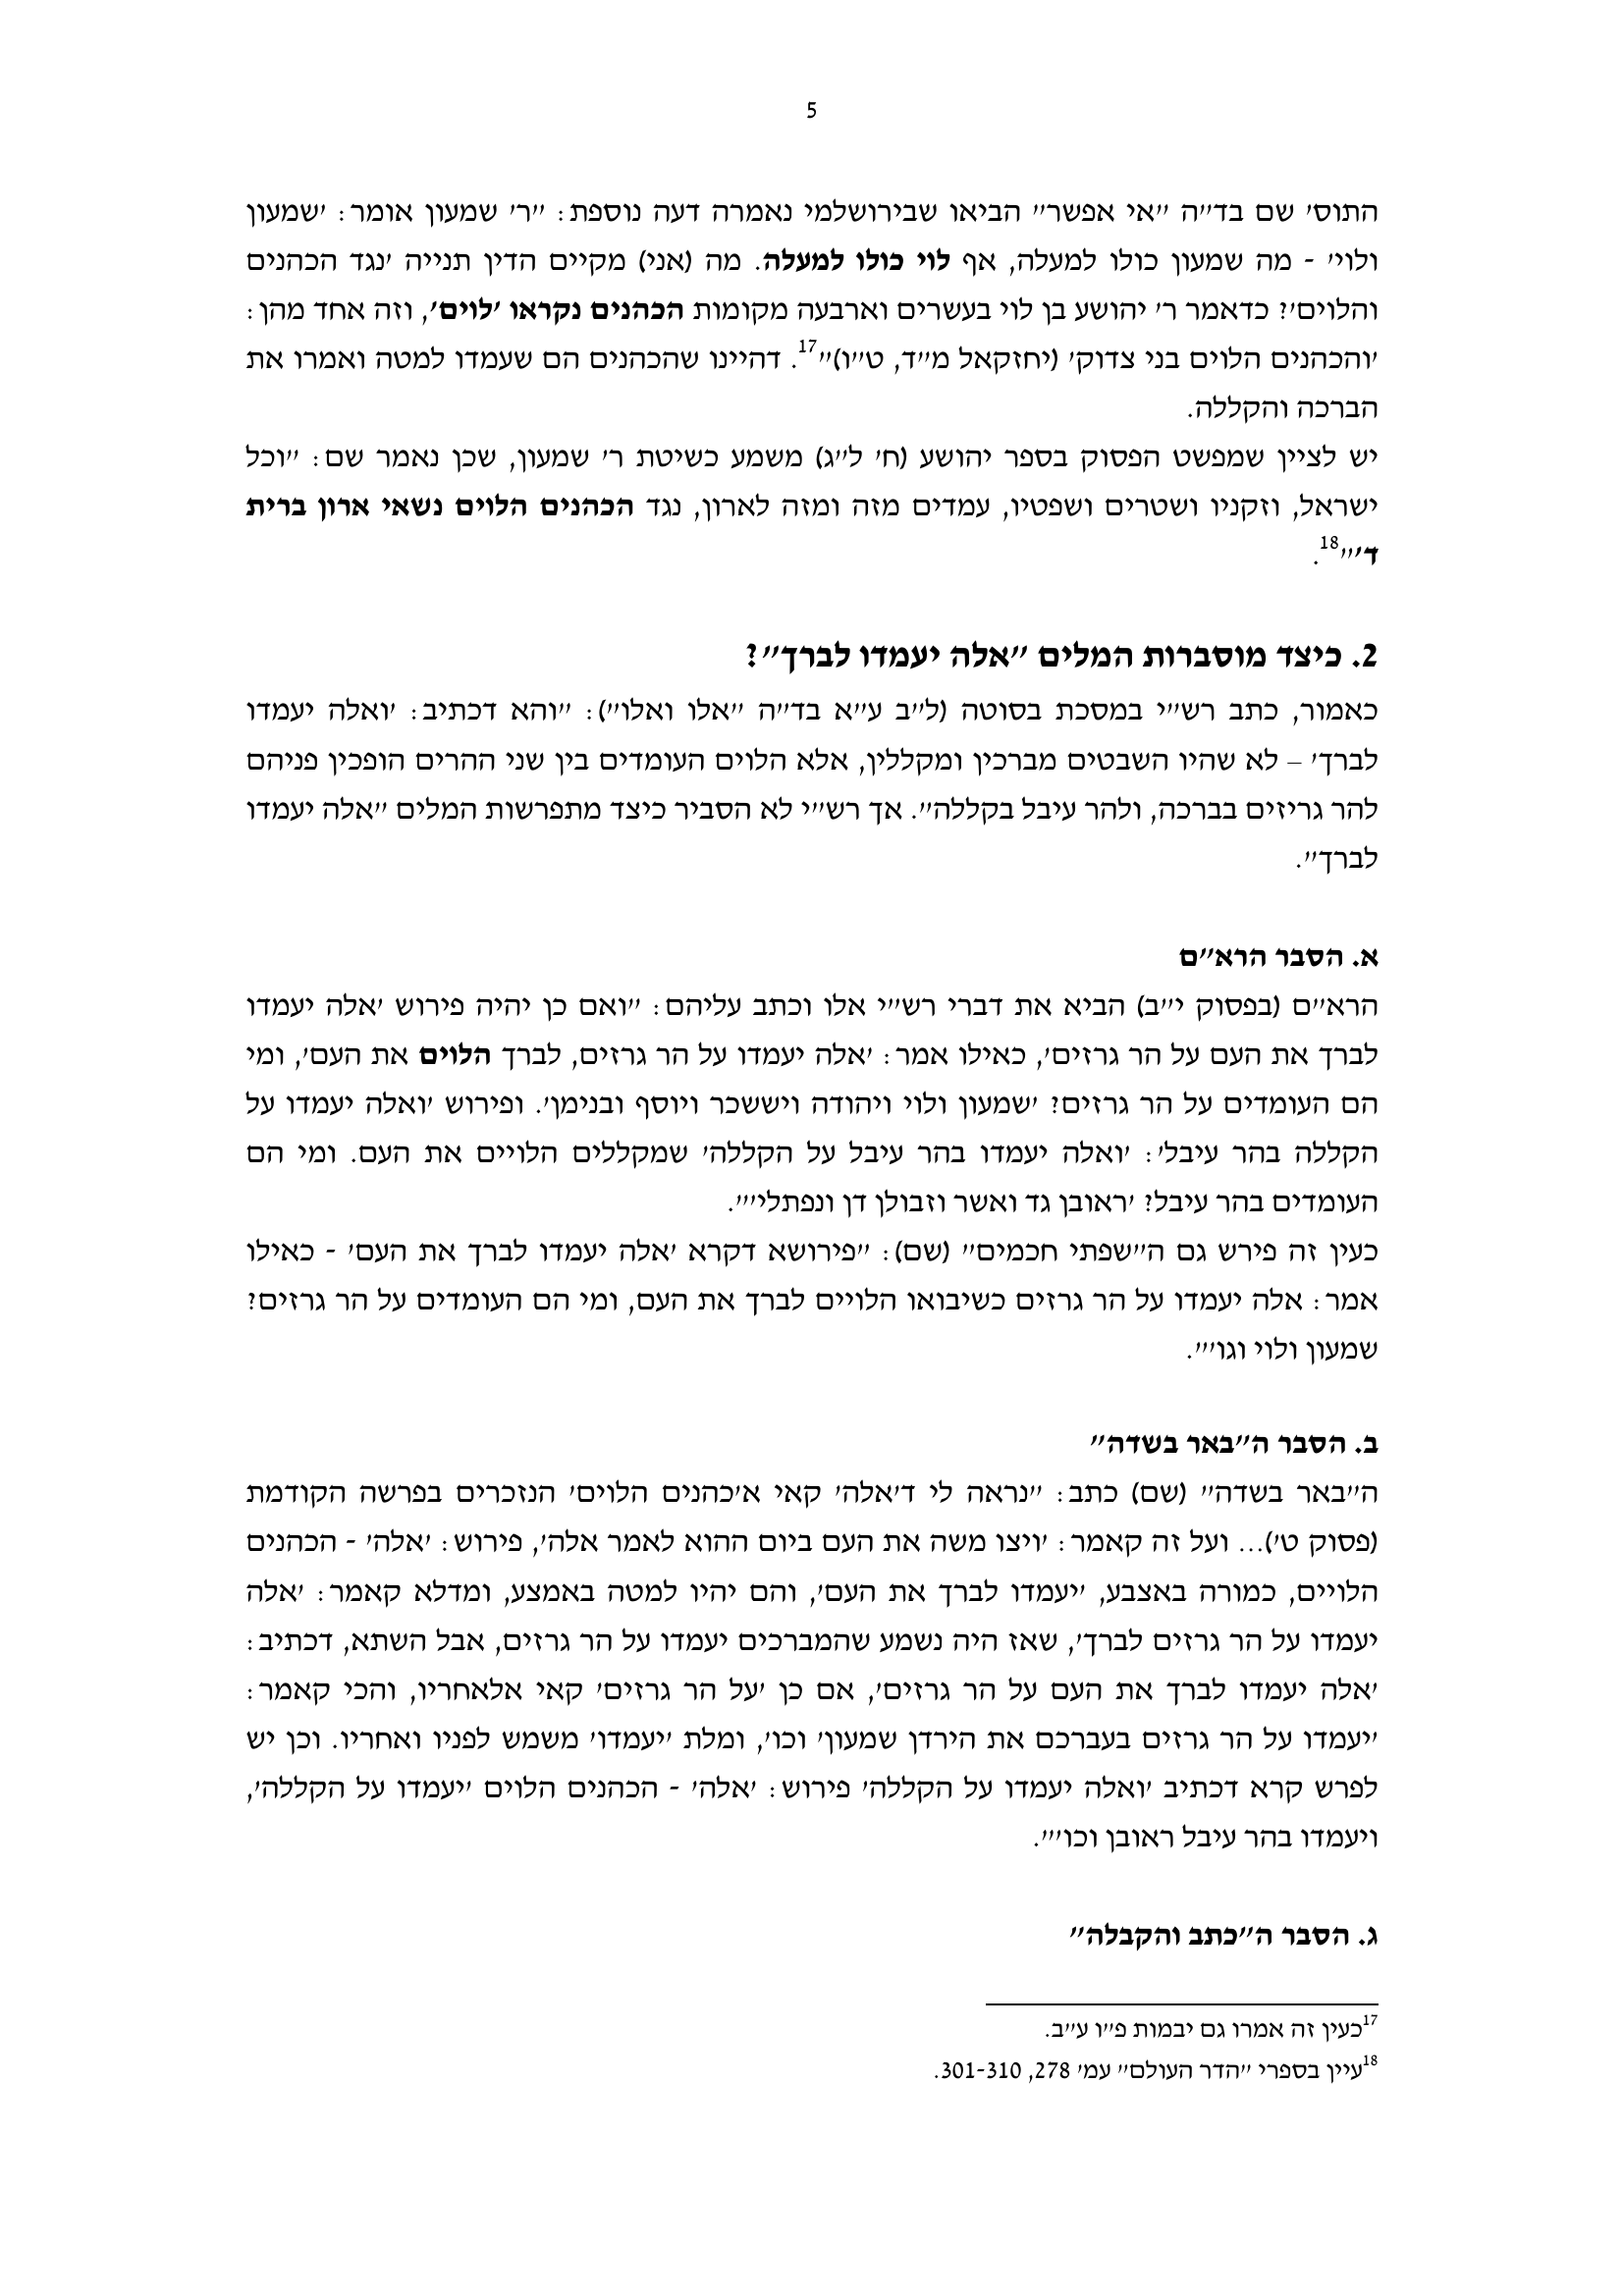 5
התוס׳ שם בד״ה ״אי אפשר״ הביאו שבירושלמי נאמרה דעה נוספת: ״ר׳ שמעון אומר: ׳שמעון
ולוי׳ - מה שמעון כולו למעלה, אף לוי כולו למעלה. מה (אני) מקיים הדין תנייה ׳נגד הכהנים
והלוים׳? כדאמר ר׳ יהושע בן לוי בעשרים וארבעה מקומות הכהנים נקראו ׳לוים׳, וזה אחד מהן:
׳והכהנים הלוים בני צדוק׳ (יחזקאל מ״ד, ט״ו)״17. דהיינו שהכהנים הם שעמדו למטה ואמרו את
הברכה והקללה.
יש לציין שמפשט הפסוק בספר יהושע (ח׳ ל״ג) משמע כשיטת ר׳ שמעון, שכן נאמר שם: ״וכל
ישראל, וזקניו ושטרים ושפטיו, עמדים מזה ומזה לארון, נגד הכהנים הלוים נשאי ארון ברית
ד׳״18.
2. כיצד מוסברות המלים ״אלה יעמדו לברך״?
כאמור, כתב רש״י במסכת בסוטה (ל״ב ע״א בד״ה ״אלו ואלו״): ״והא דכתיב: ׳ואלה יעמדו
לברך׳ – לא שהיו השבטים מברכין ומקללין, אלא הלוים העומדים בין שני ההרים הופכין פניהם
להר גריזים בברכה, ולהר עיבל בקללה״. אך רש״י לא הסביר כיצד מתפרשות המלים ״אלה יעמדו
לברך״.
א. הסבר הרא״ם
הרא״ם (בפסוק י״ב) הביא את דברי רש״י אלו וכתב עליהם: ״ואם כן יהיה פירוש ׳אלה יעמדו
לברך את העם על הר גרזים׳, כאילו אמר: ׳אלה יעמדו על הר גרזים, לברך הלוים את העם׳, ומי
הם העומדים על הר גרזים? ׳שמעון ולוי ויהודה ויששכר ויוסף ובנימן׳. ופירוש ׳ואלה יעמדו על
הקללה בהר עיבל׳: ׳ואלה יעמדו בהר עיבל על הקללה׳ שמקללים הלויים את העם. ומי הם
העומדים בהר עיבל? ׳ראובן גד ואשר וזבולן דן ונפתלי׳״.
כעין זה פירש גם ה״שפתי חכמים״ (שם): ״פירושא דקרא ׳אלה יעמדו לברך את העם׳ - כאילו
אמר: אלה יעמדו על הר גרזים כשיבואו הלויים לברך את העם, ומי הם העומדים על הר גרזים?
שמעון ולוי וגו׳״.
ב. הסבר ה״באר בשדה״
ה״באר בשדה״ (שם) כתב: ״נראה לי ד׳אלה׳ קאי א׳כהנים הלוים׳ הנזכרים בפרשה הקודמת
(פסוק ט׳)... ועל זה קאמר: ׳ויצו משה את העם ביום ההוא לאמר אלה׳, פירוש: ׳אלה׳ - הכהנים
הלויים, כמורה באצבע, ׳יעמדו לברך את העם׳, והם יהיו למטה באמצע, ומדלא קאמר: ׳אלה
יעמדו על הר גרזים לברך׳, שאז היה נשמע שהמברכים יעמדו על הר גרזים, אבל השתא, דכתיב:
׳אלה יעמדו לברך את העם על הר גרזים׳, אם כן ׳על הר גרזים׳ קאי אלאחריו, והכי קאמר:
׳יעמדו על הר גרזים בעברכם את הירדן שמעון׳ וכו׳, ומלת ׳יעמדו׳ משמש לפניו ואחריו. וכן יש
לפרש קרא דכתיב ׳ואלה יעמדו על הקללה׳ פירוש: ׳אלה׳ - הכהנים הלוים ׳יעמדו על הקללה׳,
ויעמדו בהר עיבל ראובן וכו׳״.
ג. הסבר ה״כתב והקבלה״
17כעין זה אמרו גם יבמות פ״ו ע״ב.
18עיין בספרי ״הדר העולם״ עמ׳ 278, 301-310.